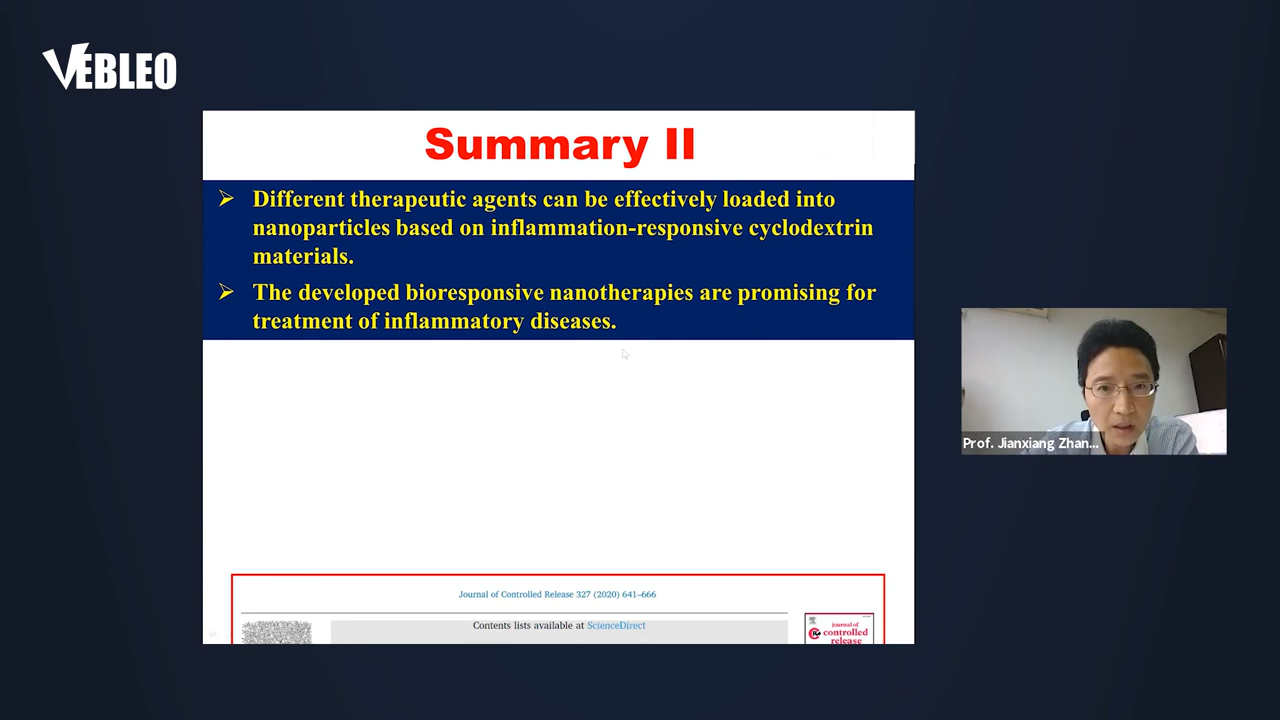 VEBLEO
Summary II
Different therapeutic agents can be effectively loaded into
nanoparticles based on inflammation-responsive cyclodextrin
materials.
The developed bioresponsive nanotherapies are promising for
treatment of inflammatory diseases.
Prof. Jianxiang Zhan...
Journal of Controlled Release 327 (2020) 641–666
Contents lists available at ScienceDirect
journal of
controlled
release